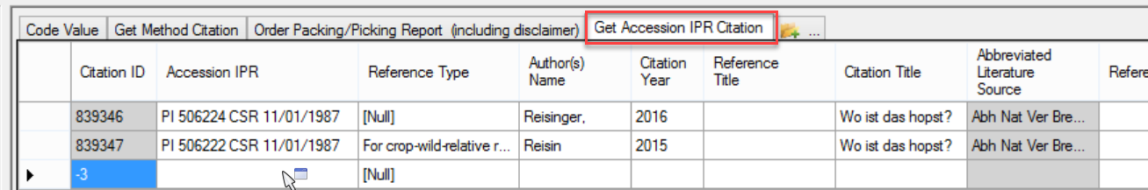 Code Value Get Method Citation Order Packing/Picking Report (including disclaimer) Get Accession IPR Citation ...
Citation ID Accession IPR Reference Type Author(s) Name Citation Year Reference Title Citation Title Abbreviated Literature Source Refere
839346 PI 506224 CSR 11/01/1987 [Null] Reisinger, 2016 Wo ist das hopst? Abh Nat Ver Bre...
839347 PI 506222 CSR 11/01/1987 For crop-wild-relative r... Reisin 2015 Wo ist das hopst? Abh Nat Ver Bre...
-3 [Null]